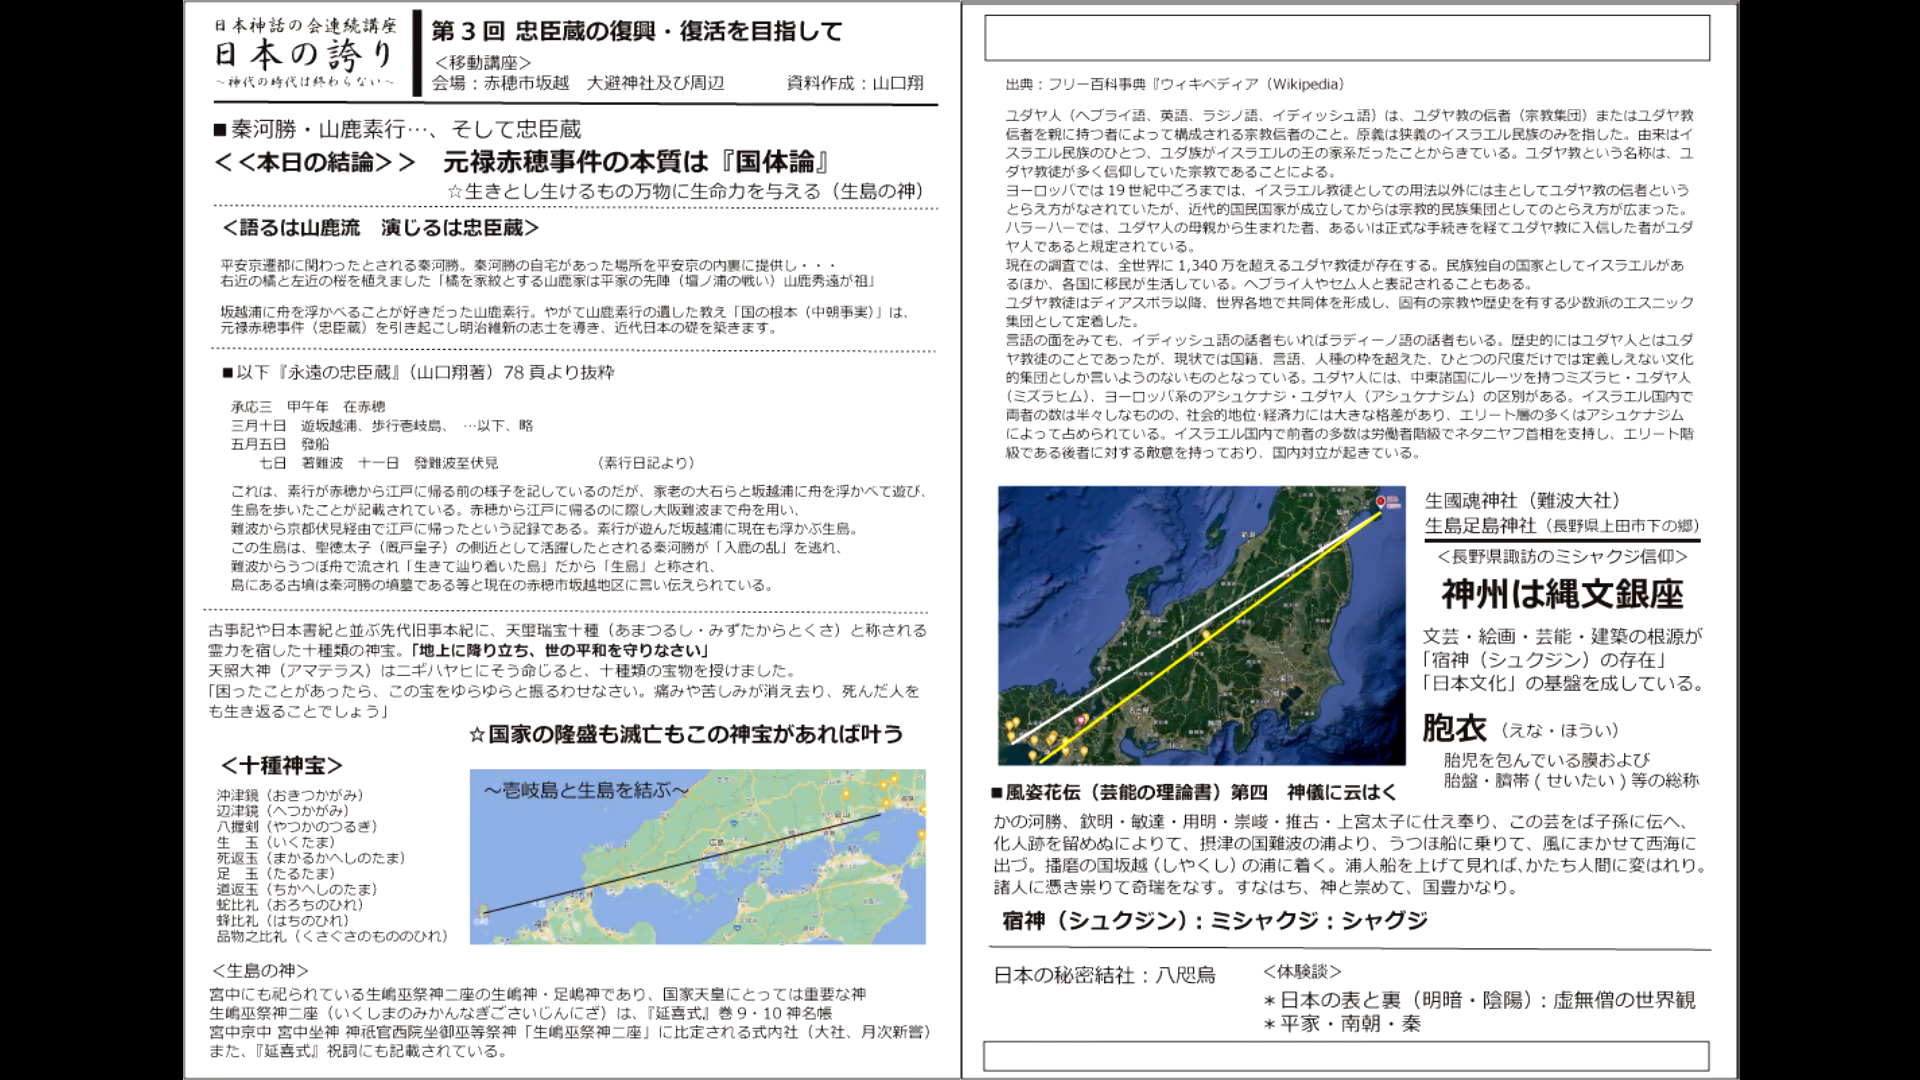 日本神話の会連続講座
日本の誇り
～神代の時代は終わらない～
第3回 忠臣蔵の復興・復活を目指して
＜移動講座＞
会場：赤穂市坂越　大避神社及び周辺　　　資料作成：山口翔
■秦河勝・山鹿素行…、そして忠臣蔵
＜＜本日の結論＞＞　元禄赤穂事件の本質は『国体論』
☆生きとし生けるもの万物に生命力を与える（生島の神）
＜語るは山鹿流　演じるは忠臣蔵＞
平安京遷都に関わったとされる秦河勝。秦河勝の自宅があった場所を平安京の内裏に提供し・・・
右近の橘と左近の桜を植えました「橘を家紋とする山鹿家は平家の先陣（壇ノ浦の戦い）山鹿秀遠が祖」
坂越浦に舟を浮かべることが好きだった山鹿素行。やがて山鹿素行の遺した教え「国の根本（中朝事実）」は、
元禄赤穂事件（忠臣蔵）を引き起こし明治維新の志士を導き、近代日本の礎を築きます。
■以下『永遠の忠臣蔵』（山口翔著）78頁より抜粋
承応三　甲午年　在赤穂
三月十日　遊坂越浦、歩行壱岐島、　…以下、略
五月五日　發船
七日　著難波　十一日　發難波至伏見　　　　　　　（素行日記より）
これは、素行が赤穂から江戸に帰る前の様子を記しているのだが、家老の大石らと坂越浦に舟を浮かべて遊び、
生島を歩いたことが記載されている。赤穂から江戸に帰るのに際し大阪難波まで舟を用い、
難波から京都伏見経由で江戸に帰ったという記録である。素行が遊んだ坂越浦に現在も浮かぶ生島。
この生島は、聖徳太子（厩戸皇子）の側近として活躍したとされる秦河勝が「入鹿の乱」を逃れ、
難波からうつぼ舟で流され「生きて辿り着いた島」だから「生島」と称され、
島にある古墳は秦河勝の墳墓である等と現在の赤穂市坂越地区に言い伝えられている。
古事記や日本書紀と並ぶ先代旧事本紀に、天璽瑞宝十種（あまつるし・みずたからとくさ）と称される
霊力を宿した十種類の神宝。「地上に降り立ち、世の平和を守りなさい」
天照大神（アマテラス）はニギハヤヒにそう命じると、十種類の宝物を授けました。
「困ったことがあったら、この宝をゆらゆらと振るわせなさい。痛みや苦しみが消え去り、死んだ人を
も生き返ることでしょう」
☆国家の隆盛も滅亡もこの神宝があれば叶う
＜十種神宝＞
沖津鏡（おきつかがみ）
辺津鏡（へつかがみ）
八握剣（やつかのつるぎ）
生　玉（いくたま）
死返玉（まかるかへしのたま）
足　玉（たるたま）
道返玉（ちかへしのたま）
蛇比礼（おろちのひれ）
蜂比礼（はちのひれ）
品物之比礼（くさぐさのもののひれ）
～壱岐島と生島を結ぶ～
＜生島の神＞
宮中にも祀られている生嶋巫祭神二座の生嶋神・足嶋神であり、国家天皇にとっては重要な神
生嶋巫祭神二座（いくしまのみかんなぎごさいじんにざ）は、『延喜式』巻９・10 神名帳
宮中京中 宮中坐神 神祇官西院坐御巫等祭神「生嶋巫祭神二座」に比定される式内社（大社、月次新嘗）
また、『延喜式』祝詞にも記載されている。
出典：フリー百科事典『ウィキペディア（Wikipedia）
ユダヤ人（ヘブライ語、英語、ラジノ語、イディッシュ語）は、ユダヤ教の信者（宗教集団）またはユダヤ教
信者を親に持つ者によって構成される宗教信者のこと。原義は狭義のイスラエル民族のみを指した。由来はイ
スラエル民族のひとつ、ユダ族がイスラエルの王の家系だったことからきている。ユダヤ教という名称は、ユ
ダヤ教徒が多く信仰していた宗教であることによる。
ヨーロッパでは 19 世紀中ごろまでは、イスラエル教徒としての用法以外には主としてユダヤ教の信者という
とらえ方がなされていたが、近代的国民国家が成立してからは宗教的民族集団としてのとらえ方が広まった。
ハラーハーでは、ユダヤ人の母親から生まれた者、あるいは正式な手続きを経てユダヤ教に入信した者がユダ
ヤ人であると規定されている。
現在の調査では、全世界に 1,340 万を超えるユダヤ教徒が存在する。民族独自の国家としてイスラエルがあ
るほか、各国に移民が生活している。ヘブライ人やセム人と表記されることもある。
ユダヤ教徒はディアスポラ以降、世界各地で共同体を形成し、固有の宗教や歴史を有する少数派のエスニック
集団として定着した。
言語の面をみても、イディッシュ語の話者もいればラディーノ語の話者もいる。歴史的にはユダヤ人とはユダ
ヤ教徒のことであったが、現状では国籍、言語、人種の枠を超えた、ひとつの尺度だけでは定義しえない文化
的集団としか言いようのないものとなっている。ユダヤ人には、中東諸国にルーツを持つミズラヒ・ユダヤ人
（ミズラヒム）、ヨーロッパ系のアシュケナジ・ユダヤ人（アシュケナジム）の区別がある。イスラエル国内で
両者の数は半々しなものの、社会的地位・経済力には大きな格差があり、エリート層の多くはアシュケナジム
によって占められている。イスラエル国内で前者の多数は労働者階級でネタニヤフ首相を支持し、エリート階
級である後者に対する敵意を持っており、国内対立が起きている。
生國魂神社（難波大社）
生島足島神社（長野県上田市下の郷）
＜長野県諏訪のミシャクジ信仰＞
神州は縄文銀座
文芸・絵画・芸能・建築の根源が
「宿神（シュクジン）の存在」
「日本文化」の基盤を成している。
胞衣（えな・ほうい）
胎児を包んでいる膜および
胎盤・臍帯(せいたい)等の総称
■風姿花伝（芸能の理論書）第四　神儀に云はく
かの河勝、欽明・敏達・用明・崇峻・推古・上宮太子に仕え奉り、この芸をば子孫に伝へ、
化人跡を留めぬによりて、摂津の国難波の浦より、うつほ船に乗りて、風にまかせて西海に
出づ。播磨の国坂越（しやくし）の浦に着く。浦人船を上げて見れば、かたち人間に変はれり。
諸人に憑き祟りて奇瑞をなす。すなはち、神と崇めて、国豊かなり。
宿神（シュクジン）：ミシャクジ：シャグジ
日本の秘密結社：八咫烏
＜体験談＞
＊日本の表と裏（明暗・陰陽）：虚無僧の世界観
＊平家・南朝・秦